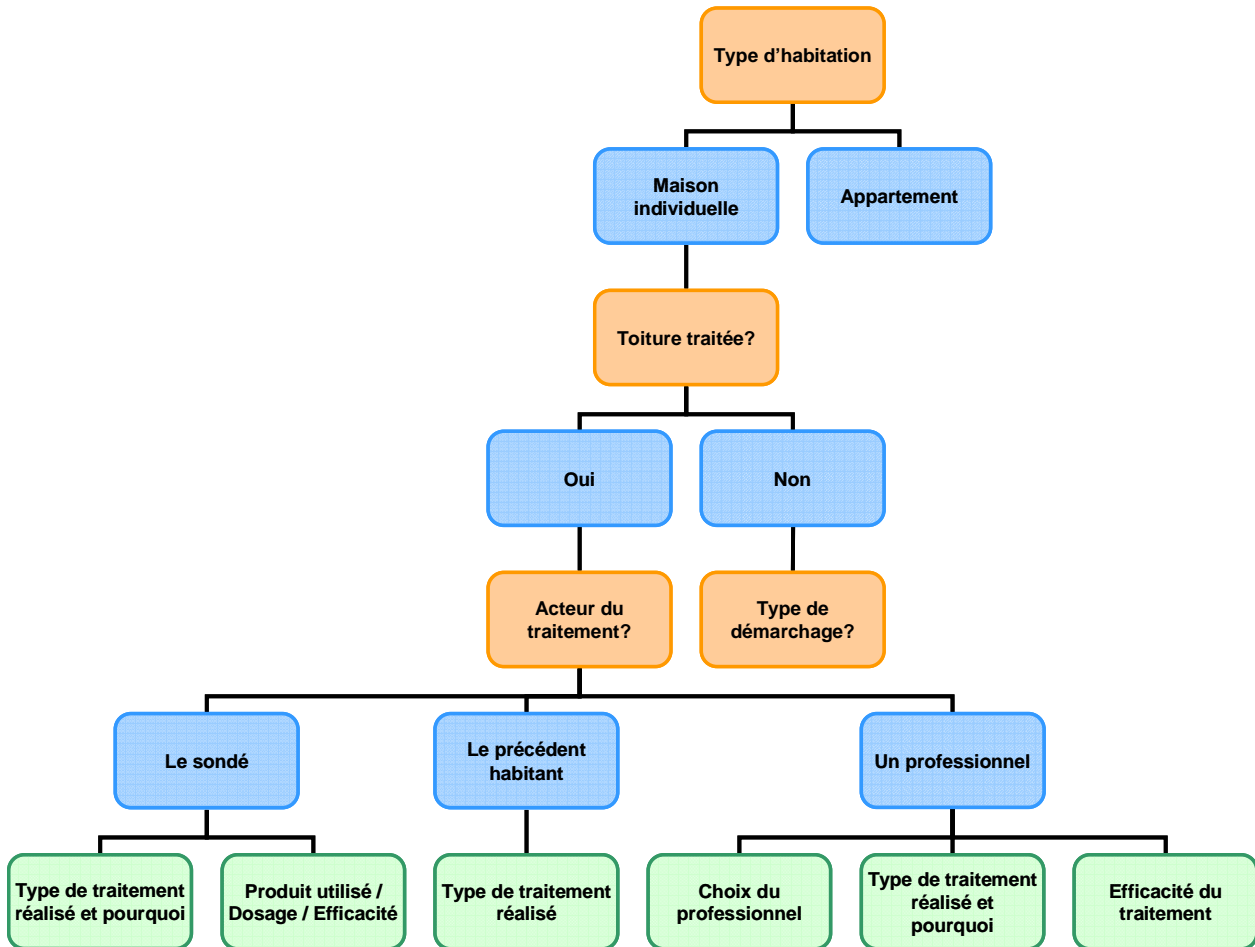 Type d’habitation
Maison
individuelle
Appartement
Toiture traitée?
Oui
Non
Acteur du
traitement?
Type de
démarchage?
Le sondé
Le précédent
habitant
Un professionnel
Type de traitement
réalisé et pourquoi
Produit utilisé /
Dosage / Efficacité
Type de traitement
réalisé
Choix du
professionnel
Type de traitement
réalisé et
pourquoi
Efficacité du
traitement